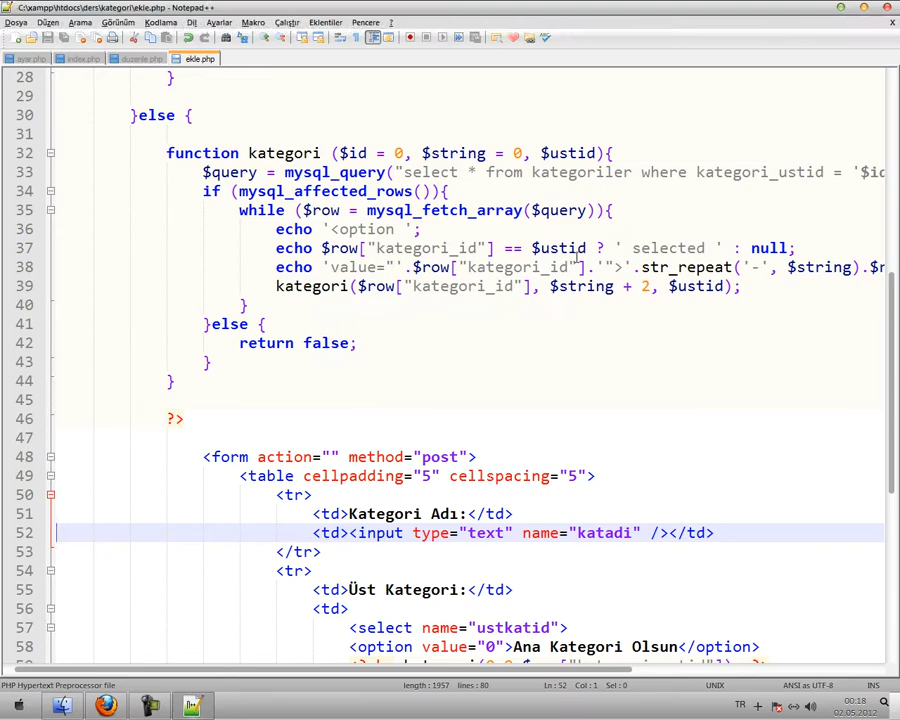 C:\xampp\htdocs\ders\kategori\ekle.php - Notepad++
Dosya Düzen Arama Görünüm Kodlama Dil Ayarlar Makro Çalıştır Eklentiler Pencere ? X
ayar.php index.php duzenle.php ekle.php
28 }
29
30 }else {
31
32 function kategori ($id = 0, $string = 0, $ustid){
33 $query = mysql_query("select * from kategoriler where kategori_ustid = '$id
34 if (mysql_affected_rows()){
35 while ($row = mysql_fetch_array($query)){
36 echo '<option ';
37 echo $row["kategori_id"] == $ustid ? ' selected ' : null;
38 echo 'value="'.$row["kategori_id"].'">'.str_repeat('-', $string).$r
39 kategori($row["kategori_id"], $string + 2, $ustid);
40 }
41 }else {
42 return false;
43 }
44 }
45
46 ?>
47
48 <form action="" method="post">
49 <table cellpadding="5" cellspacing="5">
50 <tr>
51 <td>Kategori Adı:</td>
52 <td><input type="text" name="katadi" /></td>
53 </tr>
54 <tr>
55 <td>Üst Kategori:</td>
56 <td>
57 <select name="ustkatid">
58 <option value="0">Ana Kategori Olsun</option>
PHP Hypertext Preprocessor file length : 1957 lines : 80 Ln : 52 Col : 1 Sel : 0 UNIX ANSI as UTF-8 INS
TR 00:18
02.05.2012